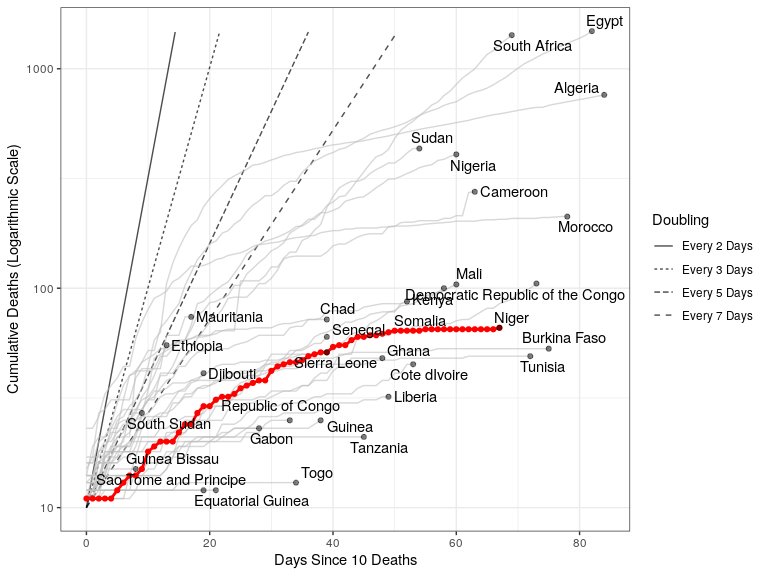 Egypt
South Africa
1000
Algeria
Sudan
Nigeria
Cameroon
Morocco
Mali
100
Democratic Republic of the Congo
Kenya
Chad
Mauritania
Somalia
Niger
Senegal
Burkina Faso
Ethiopia
Ghana
Sierra Leone
Tunisia
Djibouti
Cote dIvoire
Liberia
Republic of Congo
South Sudan
Guinea
Gabon
Tanzania
Guinea Bissau
Togo
Sao Tome and Principe
Equatorial Guinea
10
0
20
40
60
80
Days Since 10 Deaths
Cumulative Deaths (Logarithmic Scale)
Doubling
Every 2 Days
Every 3 Days
Every 5 Days
Every 7 Days